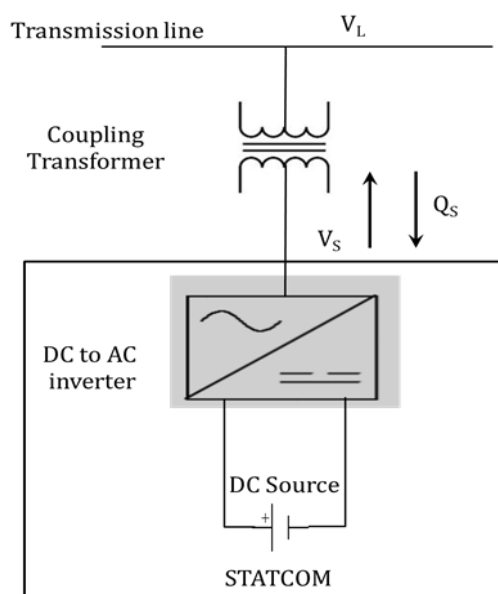 Transmission line
V_L
Coupling
Transformer
Q_S
V_S
DC to AC
inverter
DC Source
+
STATCOM